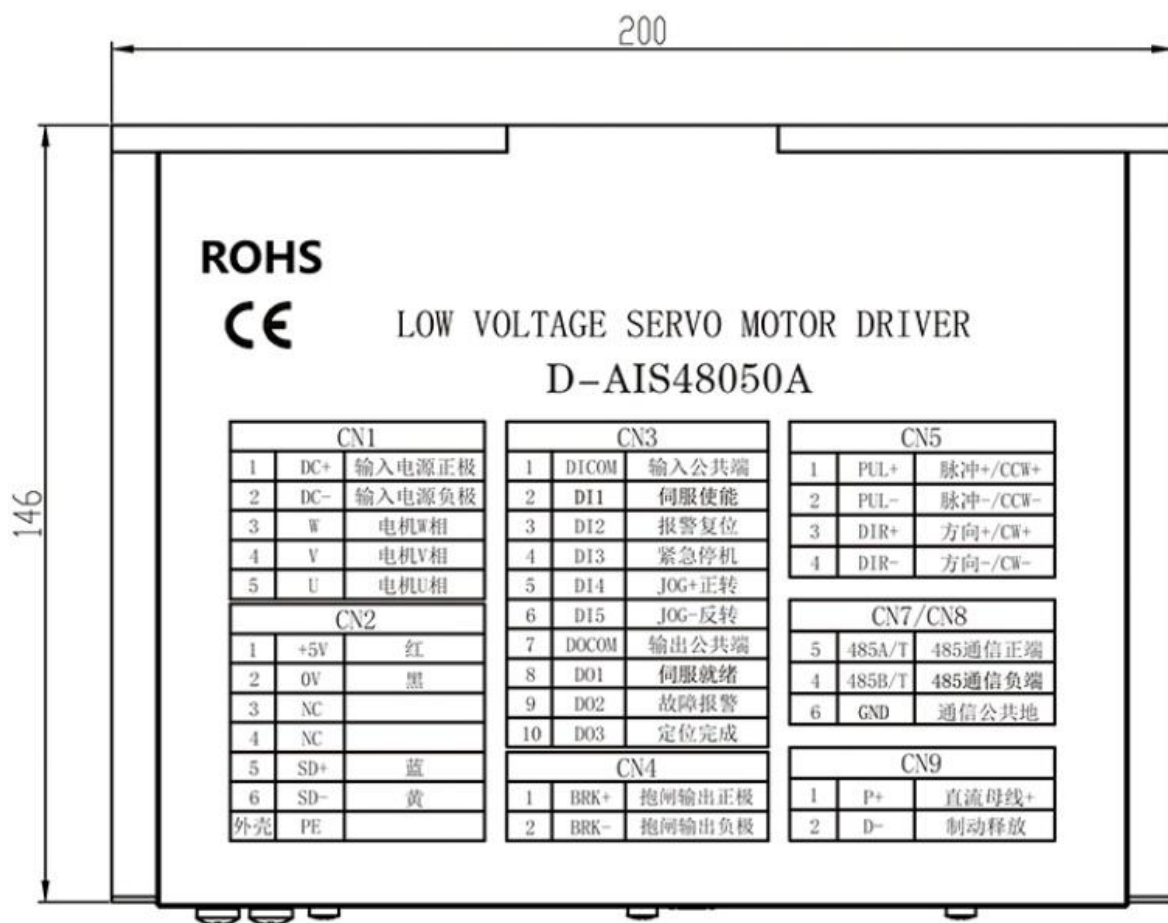 200
146
ROHS
CE
LOW VOLTAGE SERVO MOTOR DRIVER
D-AIS48050A
CN1
1 DC+ 输入电源正极
2 DC- 输入电源负极
3 W 电机W相
4 V 电机V相
5 U 电机U相
CN2
1 +5V 红
2 0V 黑
3 NC
4 NC
5 SD+ 蓝
6 SD- 黄
外壳 PE
CN3
1 DICOM 输入公共端
2 DI1 伺服使能
3 DI2 报警复位
4 DI3 紧急停机
5 DI4 JOG+正转
6 DI5 JOG-反转
7 DOCOM 输出公共端
8 DO1 伺服就绪
9 DO2 故障报警
10 DO3 定位完成
CN4
1 BRK+ 抱闸输出正极
2 BRK- 抱闸输出负极
CN5
1 PUL+ 脉冲+/CCW+
2 PUL- 脉冲-/CCW-
3 DIR+ 方向+/CW+
4 DIR- 方向-/CW-
CN7/CN8
5 485A/T 485通信正端
4 485B/T 485通信负端
6 GND 通信公共地
CN9
1 P+ 直流母线+
2 D- 制动释放